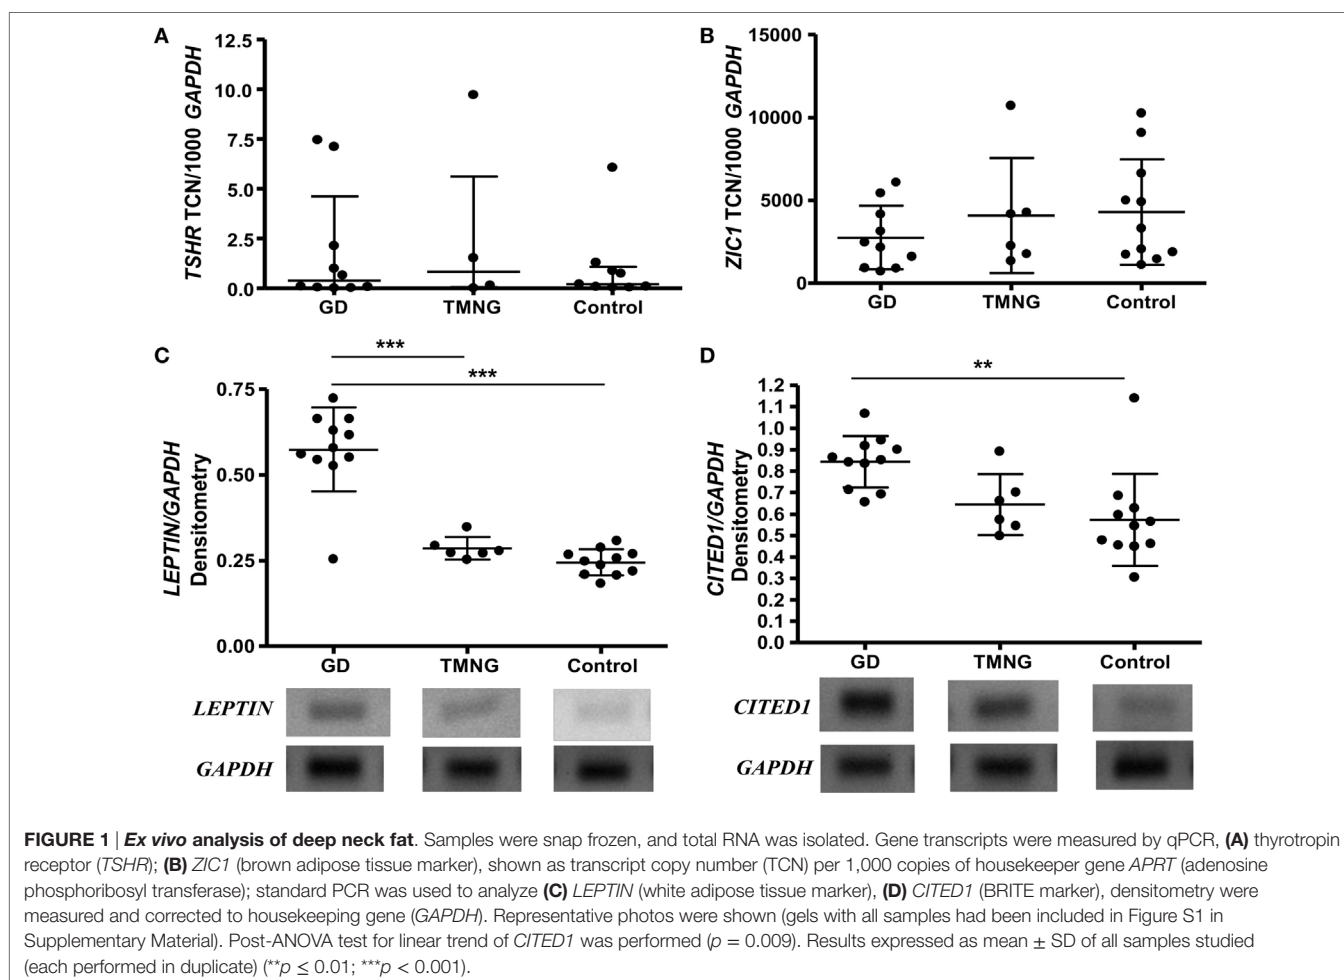 A
TSHR TCN/1000 GAPDH
12.5
10.0
7.5
5.0
2.5
0.0
GD TMNG Control
B
ZIC1 TCN/1000 GAPDH
15000
10000
5000
0
GD TMNG Control
C
***
***
LEPTIN/GAPDH
Densitometry
0.75
0.50
0.25
0.00
GD TMNG Control
LEPTIN
GAPDH
D
**
CITED1/GAPDH
Densitometry
1.2
1.1
1.0
0.9
0.8
0.7
0.6
0.5
0.4
0.3
0.2
0.1
0.0
GD TMNG Control
CITED1
GAPDH
FIGURE 1 | Ex vivo analysis of deep neck fat. Samples were snap frozen, and total RNA was isolated. Gene transcripts were measured by qPCR, (A) thyrotropin
receptor (TSHR); (B) ZIC1 (brown adipose tissue marker), shown as transcript copy number (TCN) per 1,000 copies of housekeeper gene APRT (adenosine
phosphoribosyl transferase); standard PCR was used to analyze (C) LEPTIN (white adipose tissue marker), (D) CITED1 (BRITE marker), densitometry were
measured and corrected to housekeeping gene (GAPDH). Representative photos were shown (gels with all samples had been included in Figure S1 in
Supplementary Material). Post-ANOVA test for linear trend of CITED1 was performed (p = 0.009). Results expressed as mean ± SD of all samples studied
(each performed in duplicate) (**p ≤ 0.01; ***p < 0.001).